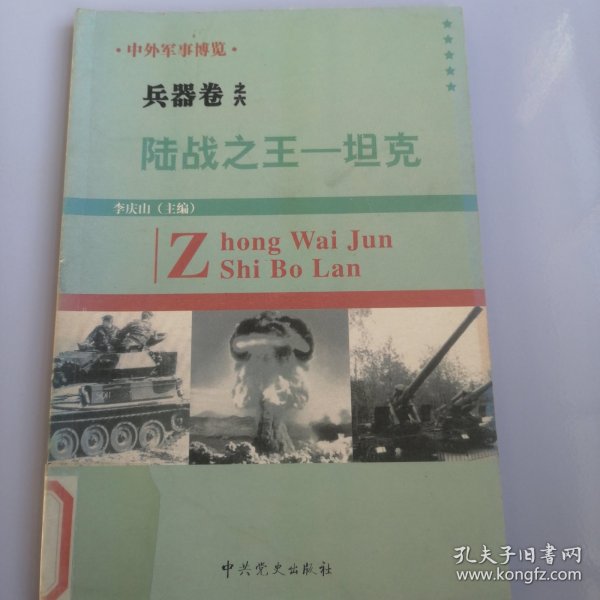 ·中外军事博览·
兵器卷之六
陆战之王—坦克
李庆山（主编）
Zhong Wai Jun
Shi Bo Lan
中共党史出版社
孔夫子旧书网
www.kongfz.com